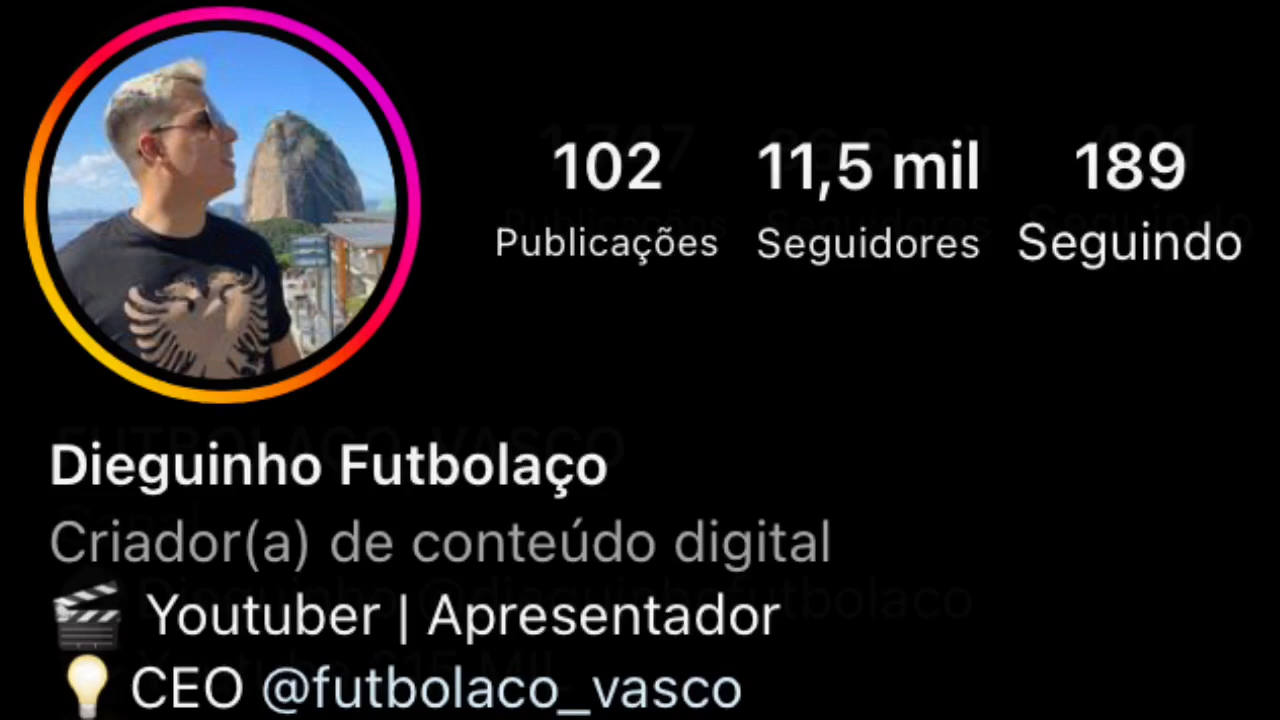 102 11,5 mil 189
Publicações Seguidores Seguindo
Dieguinho Futbolaço
Criador(a) de conteúdo digital
Youtuber | Apresentador
CEO @futbolaco_vasco